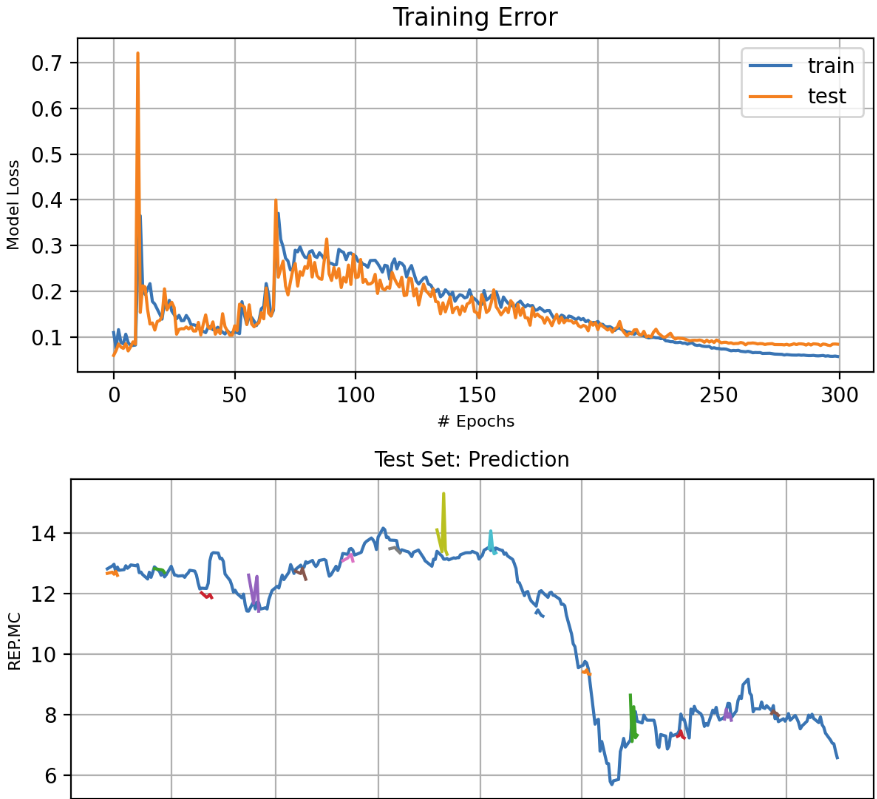 Training Error
0.7
0.6
0.5
0.4
0.3
0.2
0.1
Model Loss
train
test
0 50 100 150 200 250 300
# Epochs
Test Set: Prediction
14
12
10
8
6
REP.MC